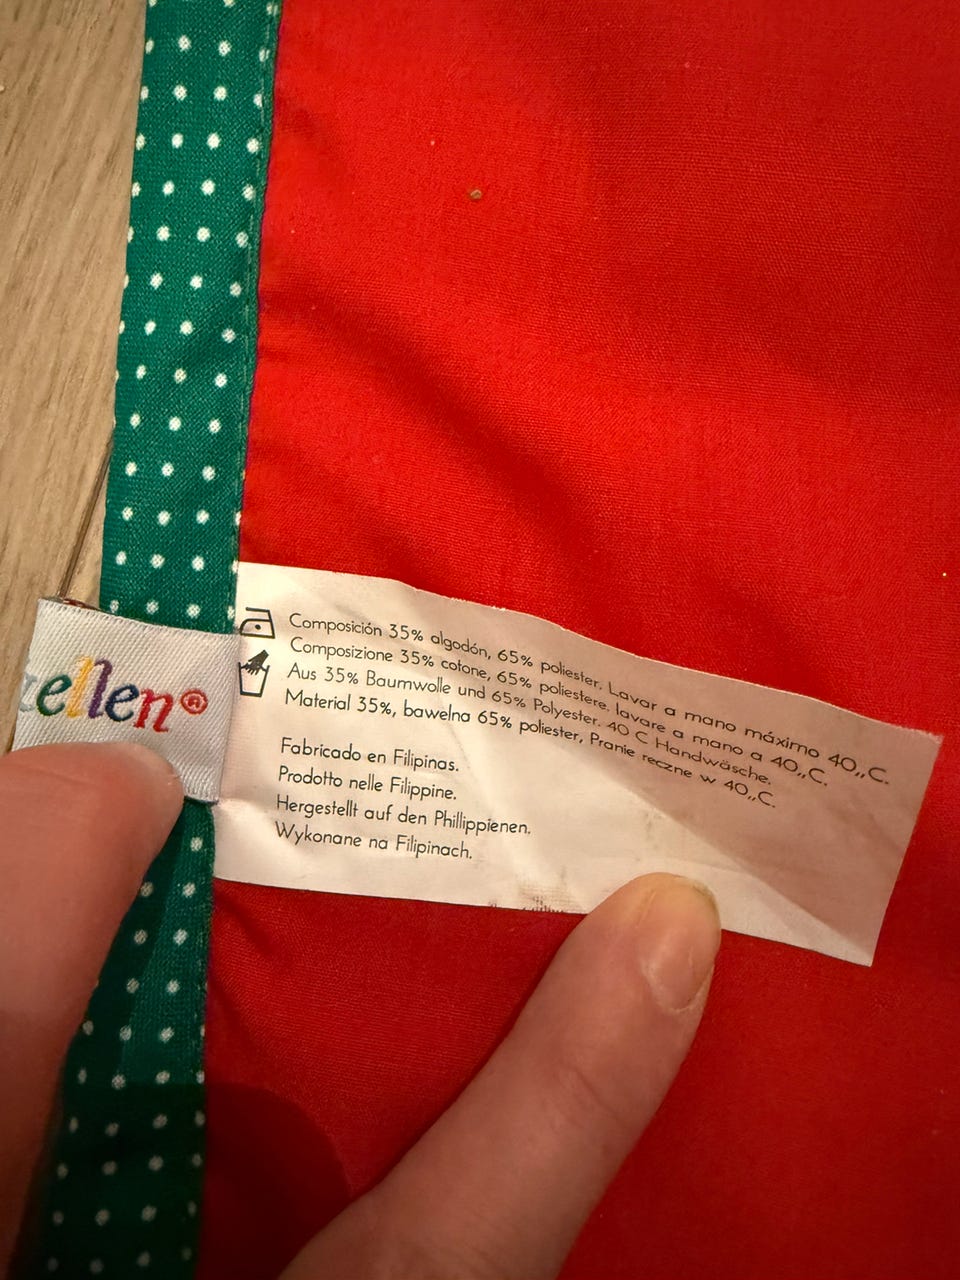 ellen®
Composición 35% algodón, 65% poliester. Lavar a mano máximo 40,,C.
Composizione 35% cotone, 65% poliestere. lavare a mano a 40,,C.
Aus 35% Baumwolle und 65% Polyester. 40 C Handwäsche.
Material 35%, bawełna 65% poliester, Pranie reczne w 40,,C.
Fabricado en Filipinas.
Prodotto nelle Filippine.
Hergestellt auf den Phillippienen.
Wykonane na Filipinach.